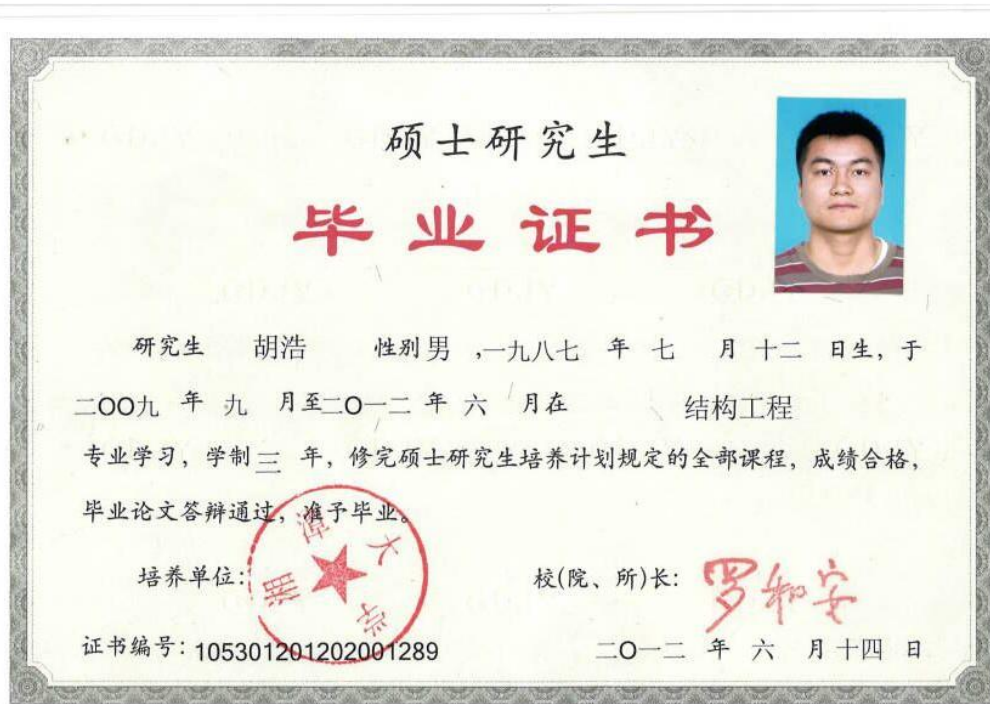 硕士研究生
毕业证书
研究生 胡浩 性别 男 ,一九八七 年 七 月 十二 日生, 于
二OO九 年 九 月至 二O一二 年 六 月在 结构工程
专业学习, 学制 三 年, 修完硕士研究生培养计划规定的全部课程, 成绩合格,
毕业论文答辩通过, 准予毕业。
湘潭大学
培养单位:
校(院、所)长: 罗和安
证书编号: 105301201202001289
二O一二 年 六 月 十四 日